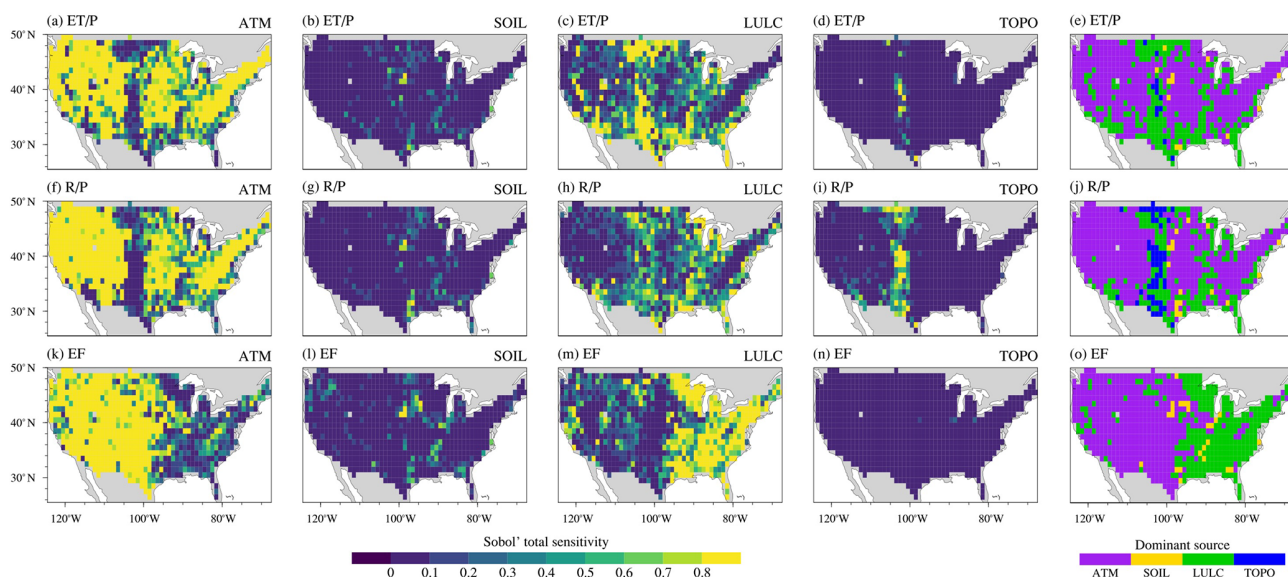 (a) ET/P ATM (b) ET/P SOIL (c) ET/P LULC (d) ET/P TOPO (e) ET/P
50° N
40° N
30° N
(f) R/P ATM (g) R/P SOIL (h) R/P LULC (i) R/P TOPO (j) R/P
50° N
40° N
30° N
(k) EF ATM (l) EF SOIL (m) EF LULC (n) EF TOPO (o) EF
50° N
40° N
30° N
120°W 100°W 80°W 120°W 100°W 80°W 120°W 100°W 80°W 120°W 100°W 80°W 120°W 100°W 80°W
Sobol' total sensitivity Dominant source
0 0.1 0.2 0.3 0.4 0.5 0.6 0.7 0.8 ATM SOIL LULC TOPO